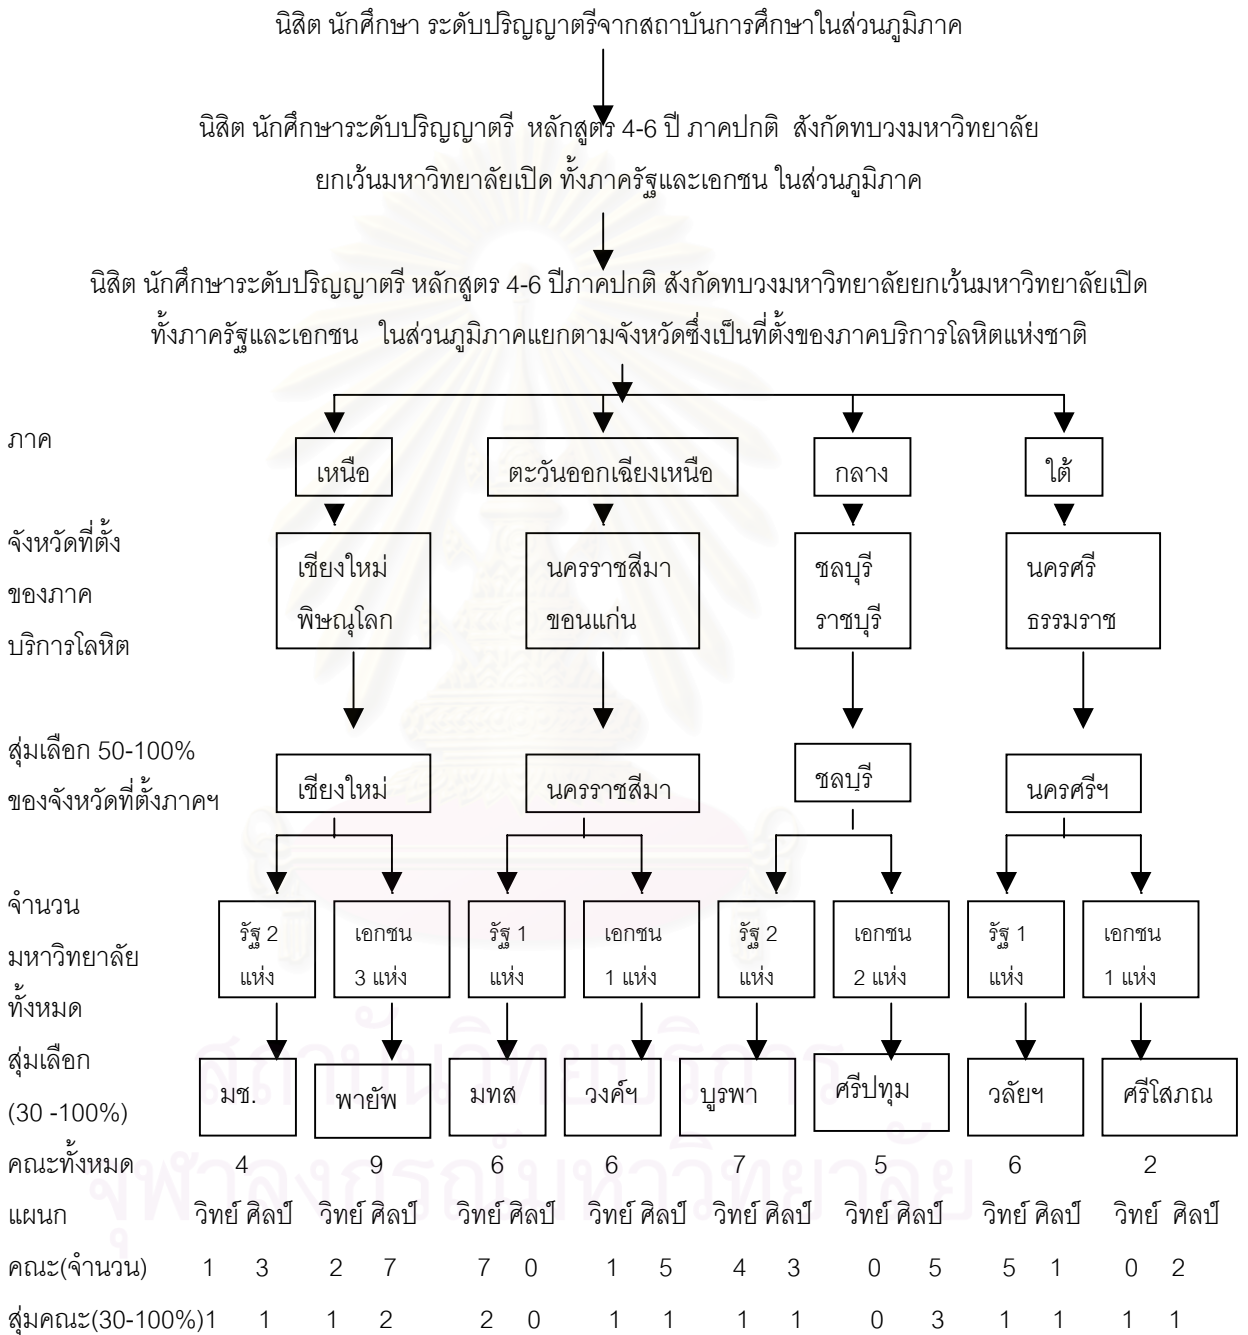 นิสิต นักศึกษา ระดับปริญญาตรีจากสถาบันการศึกษาในส่วนภูมิภาค
นิสิต นักศึกษาระดับปริญญาตรี หลักสูตร 4-6 ปี ภาคปกติ สังกัดทบวงมหาวิทยาลัย
ยกเว้นมหาวิทยาลัยเปิด ทั้งภาครัฐและเอกชน ในส่วนภูมิภาค
นิสิต นักศึกษาระดับปริญญาตรี หลักสูตร 4-6 ปีภาคปกติ สังกัดทบวงมหาวิทยาลัยยกเว้นมหาวิทยาลัยเปิด
ทั้งภาครัฐและเอกชน ในส่วนภูมิภาคแยกตามจังหวัดซึ่งเป็นที่ตั้งของภาคบริการโลหิตแห่งชาติ
ภาค
เหนือ ตะวันออกเฉียงเหนือ กลาง ใต้
จังหวัดที่ตั้ง
ของภาค
บริการโลหิต
เชียงใหม่ นครราชสีมา ชลบุรี นครศรี
พิษณุโลก ขอนแก่น ราชบุรี ธรรมราช
สุ่มเลือก 50-100%
ของจังหวัดที่ตั้งภาคฯ
เชียงใหม่ นครราชสีมา ชลบุรี นครศรีฯ
จำนวน
มหาวิทยาลัย
ทั้งหมด
รัฐ 2 เอกชน รัฐ 1 เอกชน รัฐ 2 เอกชน รัฐ 1 เอกชน
แห่ง 3 แห่ง แห่ง 1 แห่ง แห่ง 2 แห่ง แห่ง 1 แห่ง
สุ่มเลือก
(30 -100%)
มช. พายัพ มทส วงค์ฯ บูรพา ศรีปทุม วลัยฯ ศรีโสภณ
คณะทั้งหมด 4 9 6 6 7 5 6 2
แผนก วิทย์ ศิลป์ วิทย์ ศิลป์ วิทย์ ศิลป์ วิทย์ ศิลป์ วิทย์ ศิลป์ วิทย์ ศิลป์ วิทย์ ศิลป์ วิทย์ ศิลป์
คณะ(จำนวน) 1 3 2 7 7 0 1 5 4 3 0 5 5 1 0 2
สุ่มคณะ(30-100%)1 1 1 2 2 0 1 1 1 1 0 3 1 1 1 1
สถาบันวิทยบริการ
จุฬาลงกรณ์มหาวิทยาลัย